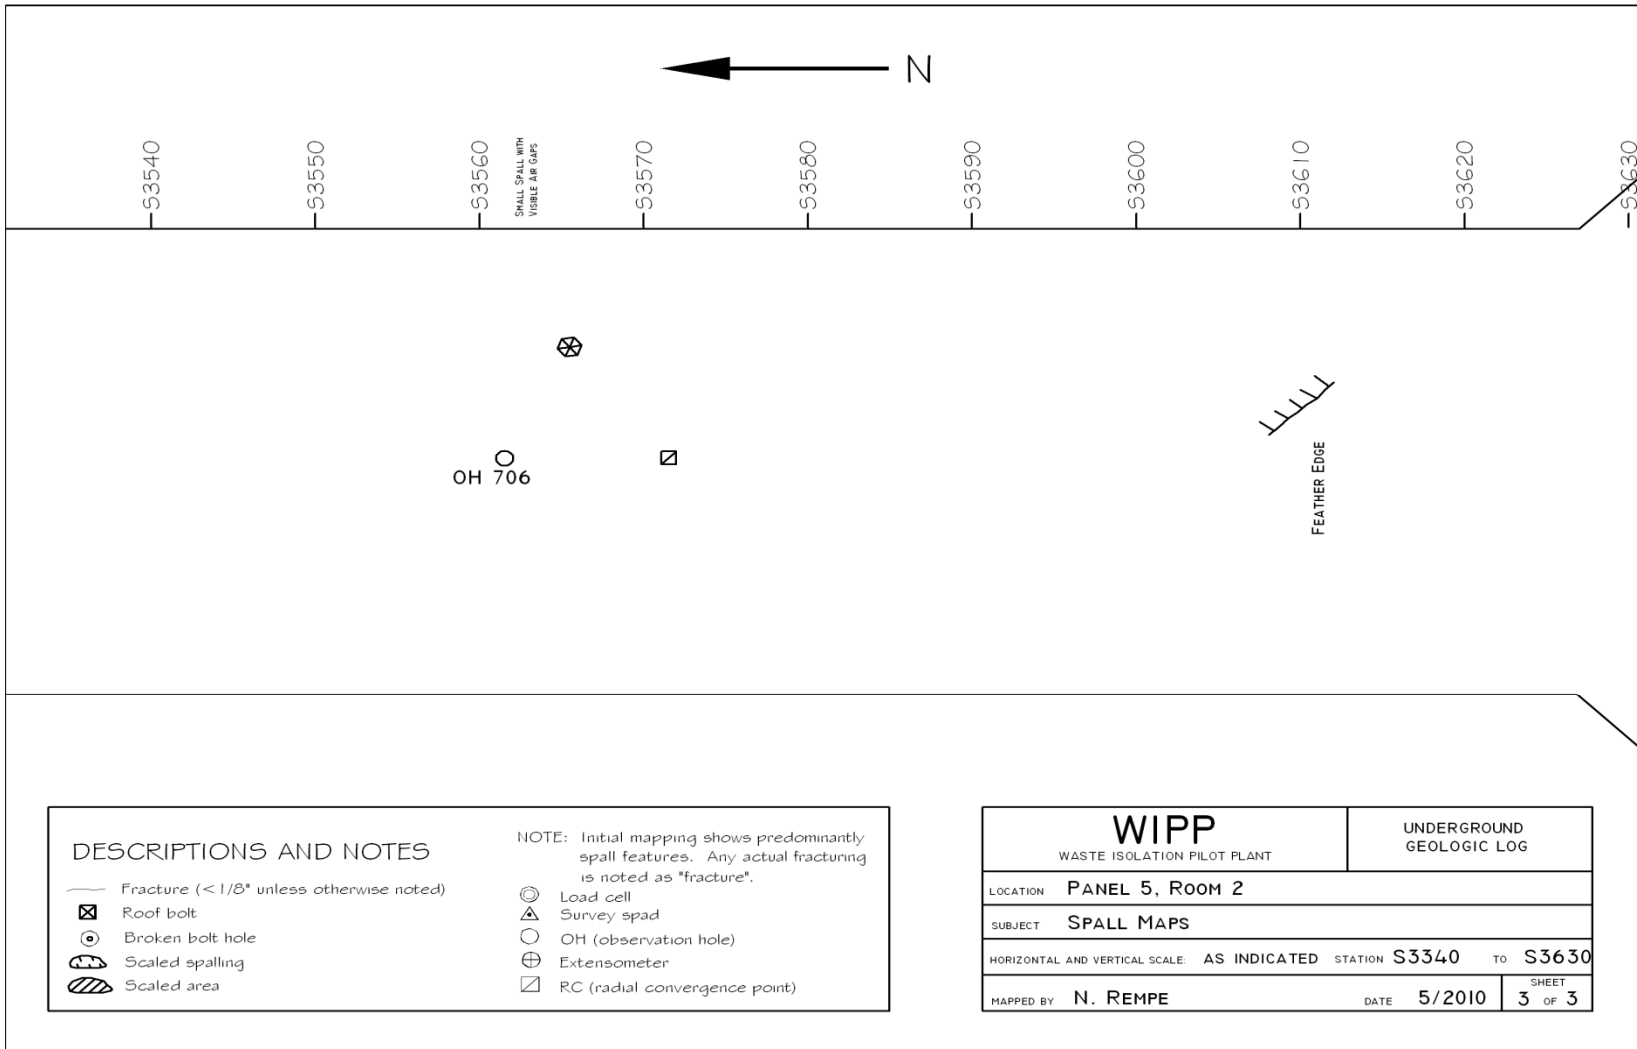 N
S3540
S3550
S3560
SMALL SPALL WITH
VISIBLE AIR GAPS
S3570
S3580
S3590
S3600
S3610
S3620
S3630
OH 706
FEATHER EDGE
DESCRIPTIONS AND NOTES
Fracture (<1/8" unless otherwise noted)
Roof bolt
Broken bolt hole
Scaled spalling
Scaled area
NOTE: Initial mapping shows predominantly
spall features. Any actual fracturing
is noted as "fracture".
Load cell
Survey spad
OH (observation hole)
Extensometer
RC (radial convergence point)
WIPP
WASTE ISOLATION PILOT PLANT
UNDERGROUND
GEOLOGIC LOG
LOCATION PANEL 5, ROOM 2
SUBJECT SPALL MAPS
HORIZONTAL AND VERTICAL SCALE: AS INDICATED STATION S3340 TO S3630
MAPPED BY N. REMPE DATE 5/2010
SHEET
3 OF 3